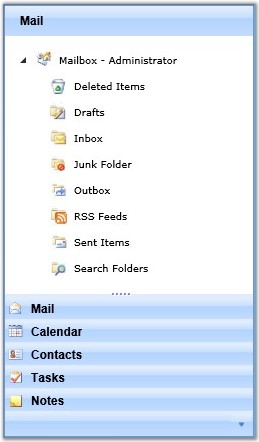 Mail
Mailbox - Administrator
Deleted Items
Drafts
Inbox
Junk Folder
Outbox
RSS Feeds
Sent Items
Search Folders
Mail
Calendar
Contacts
Tasks
Notes